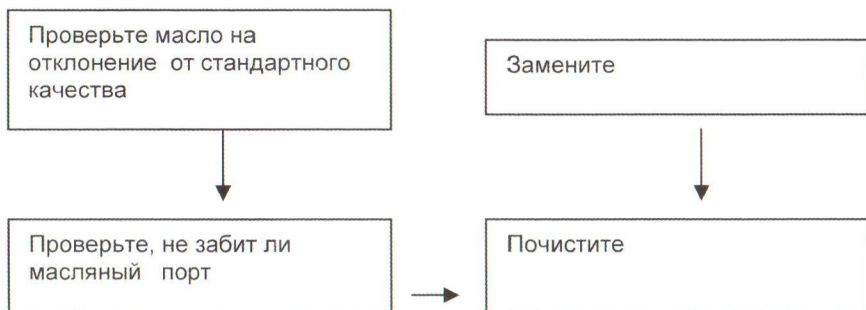 Проверьте масло на
отклонение от стандартного
качества
Замените
Проверьте, не забит ли
масляный порт
Почистите